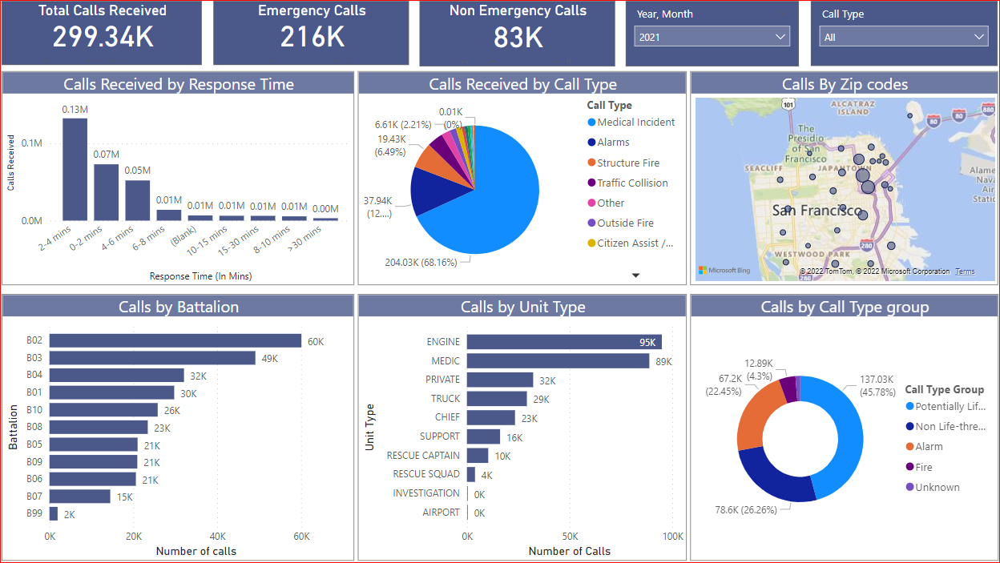 Total Calls Received
299.34K
Emergency Calls
216K
Non Emergency Calls
83K
Year, Month
2021
Call Type
All
Calls Received by Response Time
Calls Received
0.1M
0.0M
0.13M
0.07M
0.05M
0.01M
0.01M
0.01M
0.01M
0.01M
0.00M
2-4 mins
0-2 mins
4-6 mins
6-8 mins
(Blank)
10-15 mins
15-30 mins
8-10 mins
>30 mins
Response Time (In Mins)
Calls Received by Call Type
0.01K
(0%)
6.61K (2.21%)
19.43K
(6.49%)
37.94K
(12....)
204.03K (68.16%)
Call Type
Medical Incident
Alarms
Structure Fire
Traffic Collision
Other
Outside Fire
Citizen Assist /...
Calls By Zip codes
101
ALCATRAZ
ISLAND
80
80
880
The
Presidio
of San
Francisco
SEACLIFF
JAPANTOWN
Alame
Nava
Air
Static
San Francisco
280
WESTWOOD PARK
280
Microsoft Bing
© 2022 TomTom, © 2022 Microsoft Corporation Terms
Calls by Battalion
Battalion
B02 60K
B03 49K
B04 32K
B01 30K
B10 26K
B08 23K
B05 21K
B09 21K
B06 21K
B07 15K
B99 2K
0K 20K 40K 60K
Number of calls
Calls by Unit Type
Unit Type
ENGINE 95K
MEDIC 89K
PRIVATE 32K
TRUCK 29K
CHIEF 23K
SUPPORT 16K
RESCUE CAPTAIN 10K
RESCUE SQUAD 4K
INVESTIGATION 0K
AIRPORT 0K
0K 50K 100K
Number of Calls
Calls by Call Type group
12.89K
(4.3%)
67.2K
(22.45%)
137.03K
(45.78%)
78.6K (26.26%)
Call Type Group
Potentially Lif...
Non Life-thre...
Alarm
Fire
Unknown